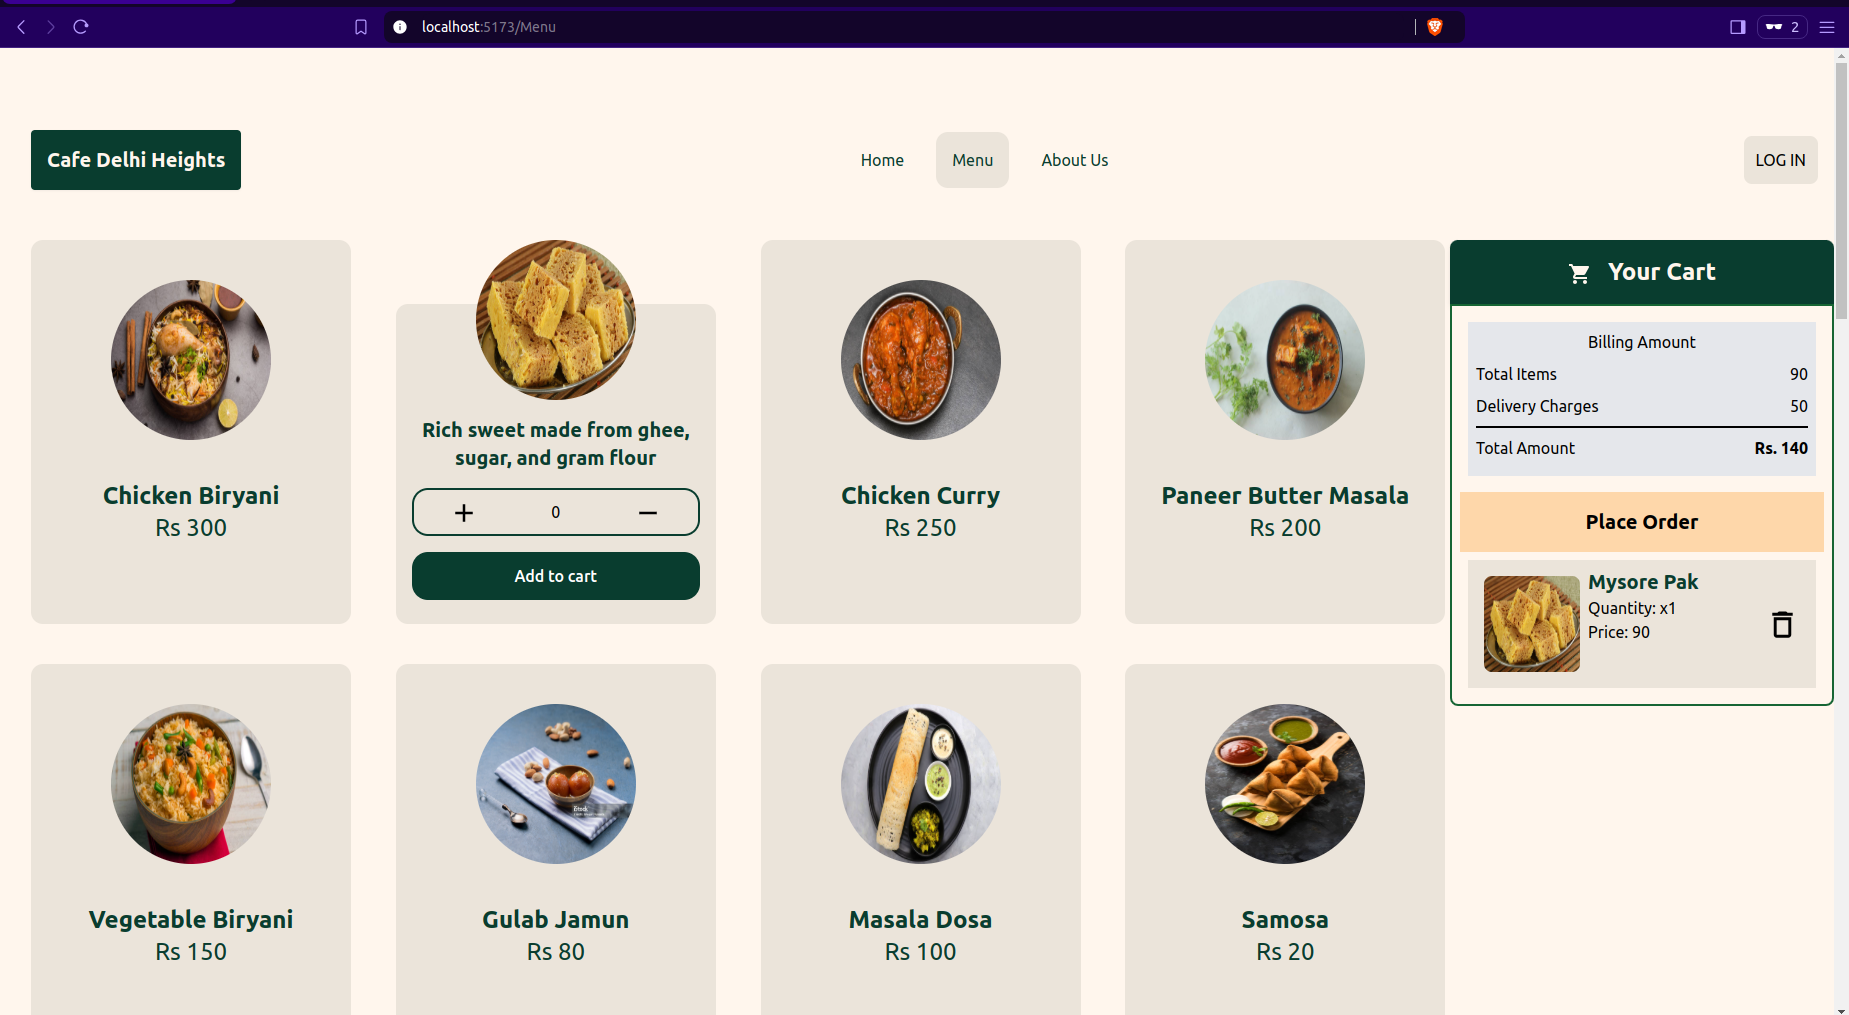 localhost:5173/Menu
2
Cafe Delhi Heights
Home
Menu
About Us
LOG IN
Chicken Biryani
Rs 300
Rich sweet made from ghee,
sugar, and gram flour
0
Add to cart
Chicken Curry
Rs 250
Paneer Butter Masala
Rs 200
Your Cart
Billing Amount
Total Items 90
Delivery Charges 50
Total Amount Rs. 140
Place Order
Mysore Pak
Quantity: x1
Price: 90
Vegetable Biryani
Rs 150
iStock
Gulab Jamun
Rs 80
Masala Dosa
Rs 100
Samosa
Rs 20